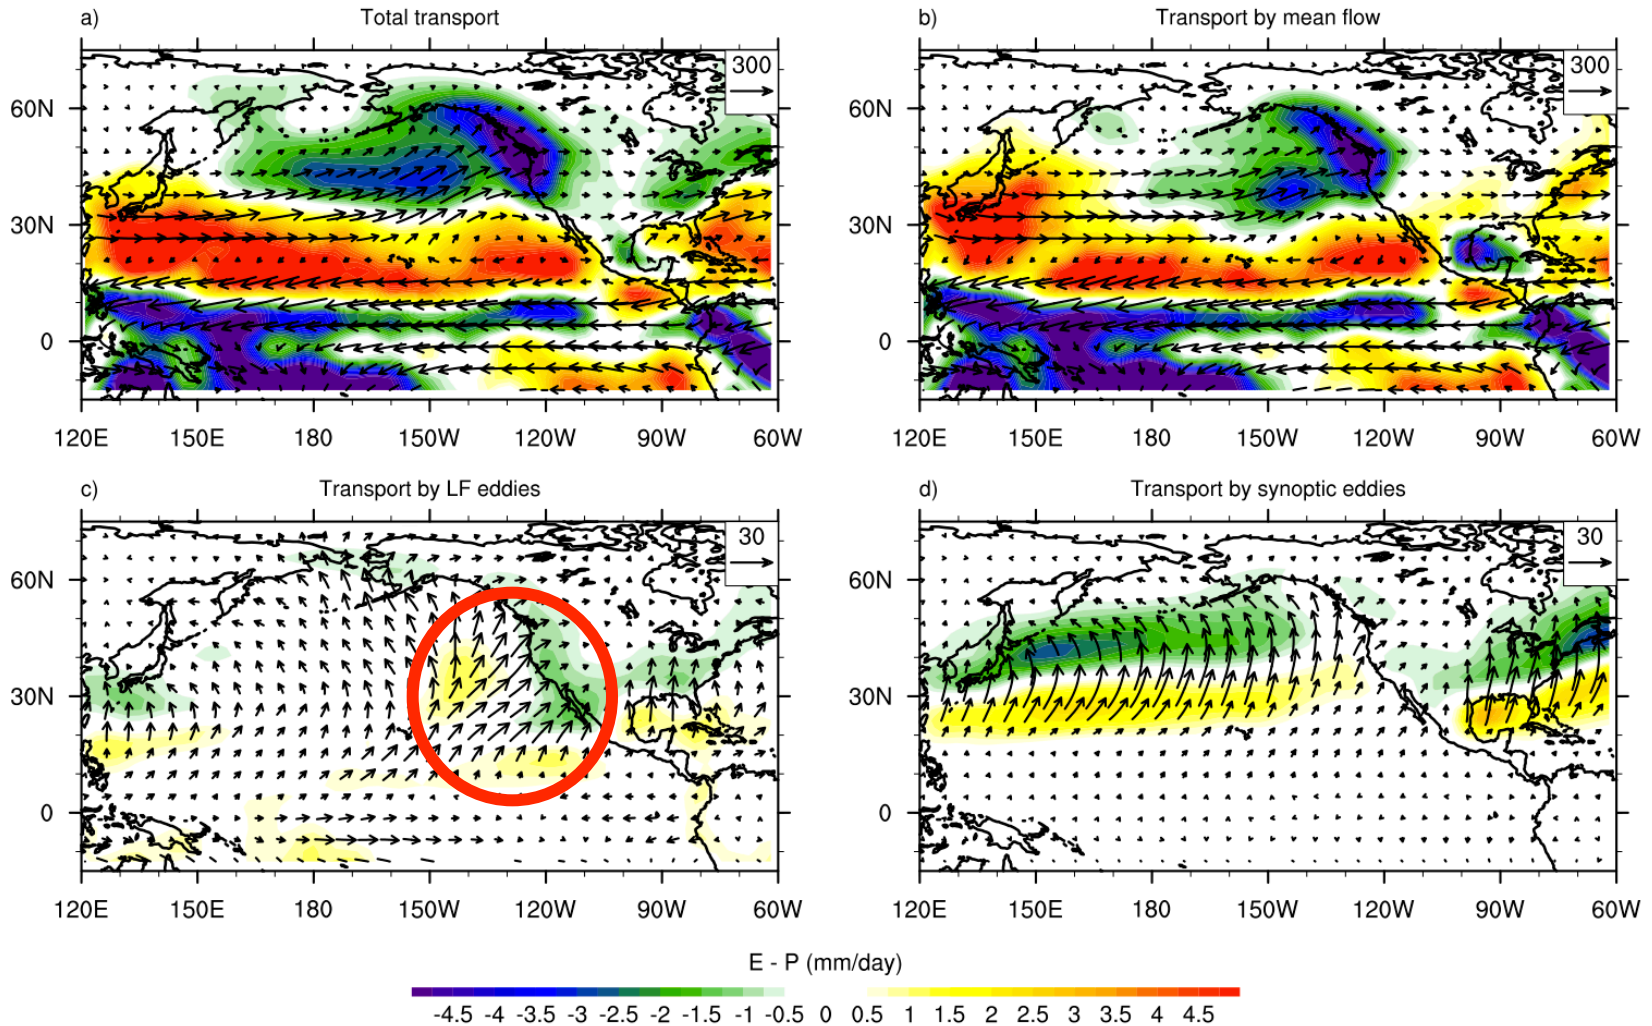 a) Total transport
b) Transport by mean flow
300
300
60N
30N
0
60N
30N
0
120E 150E 180 150W 120W 90W 60W
120E 150E 180 150W 120W 90W 60W
c) Transport by LF eddies
d) Transport by synoptic eddies
30
30
60N
30N
0
60N
30N
0
120E 150E 180 150W 120W 90W 60W
120E 150E 180 150W 120W 90W 60W
E - P (mm/day)
-4.5 -4 -3.5 -3 -2.5 -2 -1.5 -1 -0.5 0 0.5 1 1.5 2 2.5 3 3.5 4 4.5